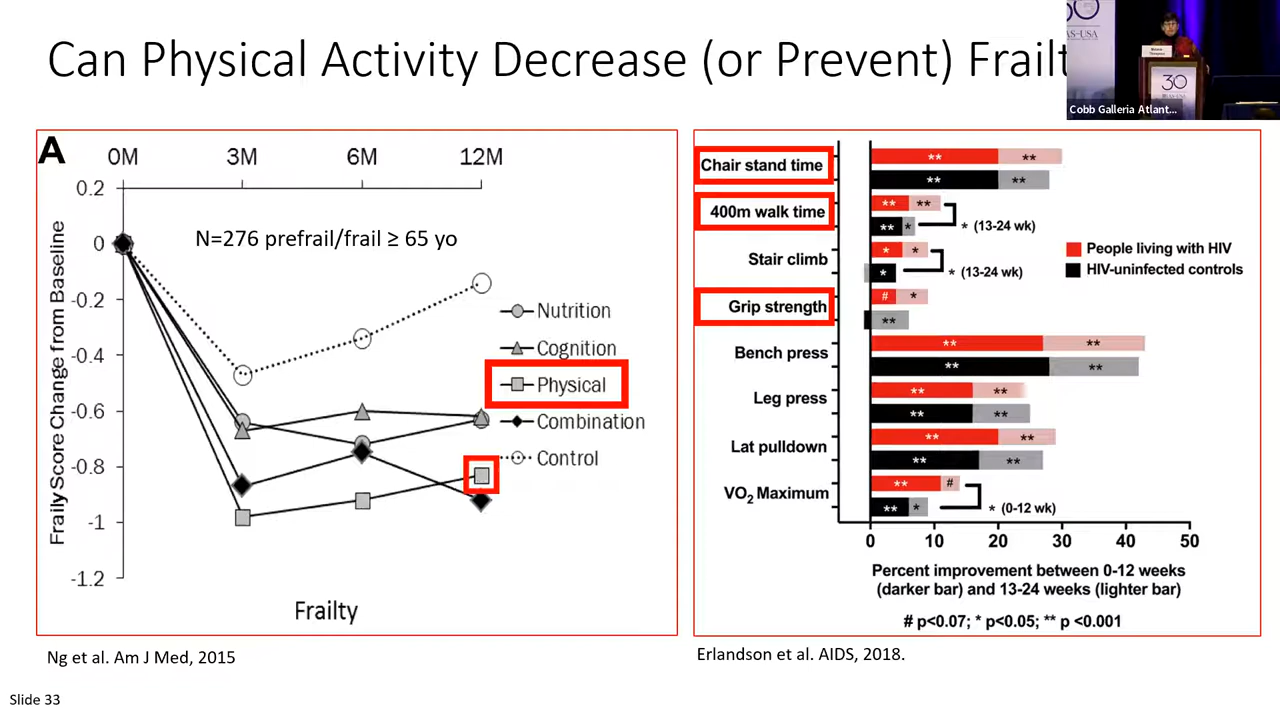 Can Physical Activity Decrease (or Prevent) Frailt
30
AS-USA
30
Cobb Galleria Atlant...
A
0M 3M 6M 12M
0.2
0
-0.2
-0.4
-0.6
-0.8
-1
-1.2
Fraily Score Change from Baseline
N=276 prefrail/frail ≥ 65 yo
Nutrition
Cognition
Physical
Combination
Control
Frailty
Chair stand time
** **
** **
400m walk time
** **
** *
* (13-24 wk)
Stair climb
* *
*
* (13-24 wk)
Grip strength
# *
**
Bench press
** **
** **
Leg press
** **
** **
Lat pulldown
** **
** **
VO2 Maximum
** #
** *
* (0-12 wk)
People living with HIV
HIV-uninfected controls
0 10 20 30 40 50
Percent improvement between 0-12 weeks
(darker bar) and 13-24 weeks (lighter bar)
# p<0.07; * p<0.05; ** p <0.001
Ng et al. Am J Med, 2015
Erlandson et al. AIDS, 2018.
Slide 33